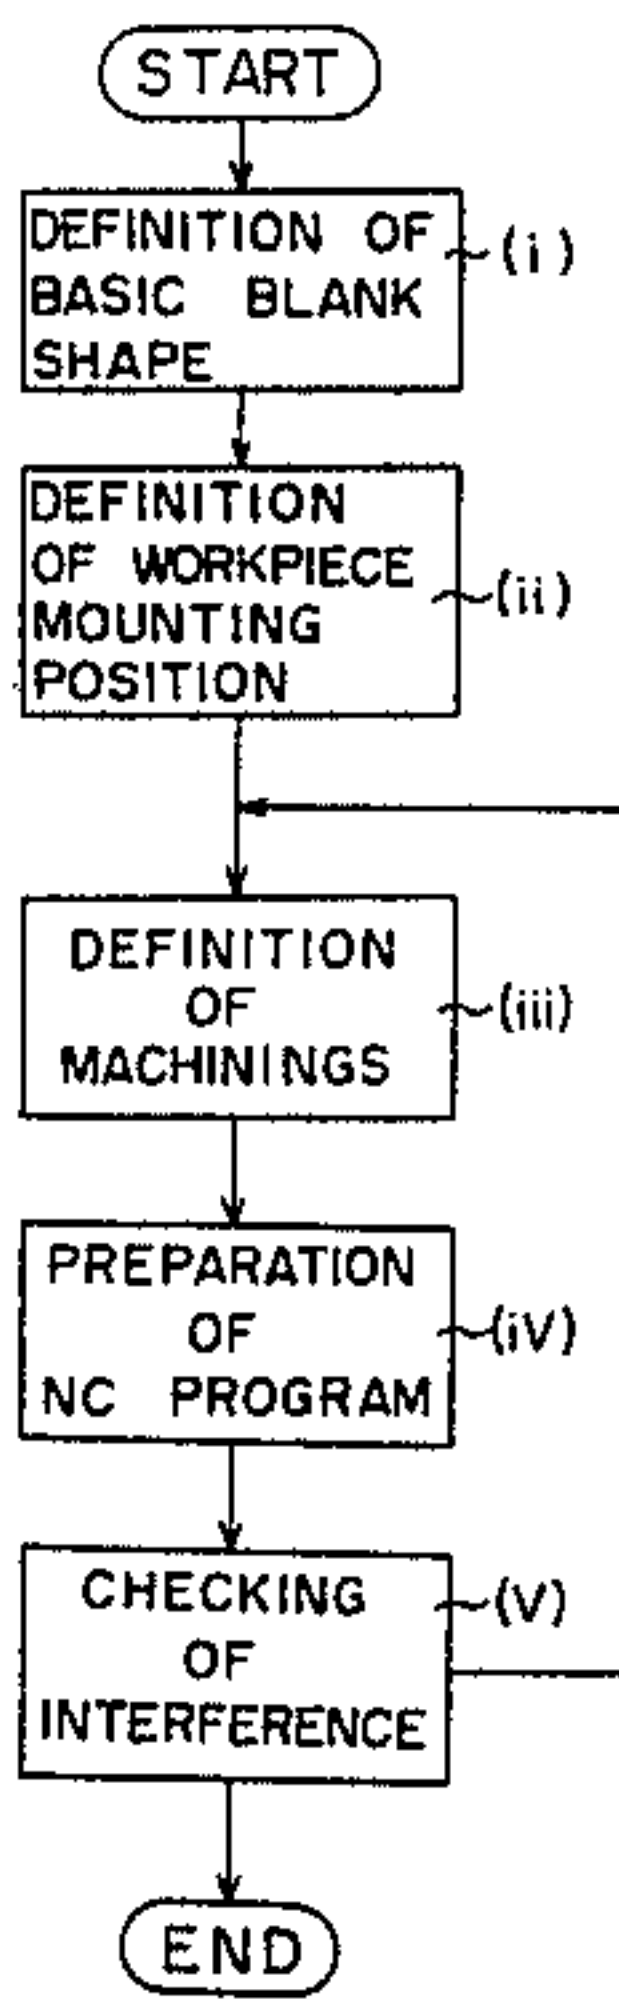 START
DEFINITION OF
BASIC BLANK
SHAPE
(i)
DEFINITION
OF WORKPIECE
MOUNTING
POSITION
(ii)
DEFINITION
OF
MACHININGS
(iii)
PREPARATION
OF
NC PROGRAM
(iV)
CHECKING
OF
INTERFERENCE
(V)
END